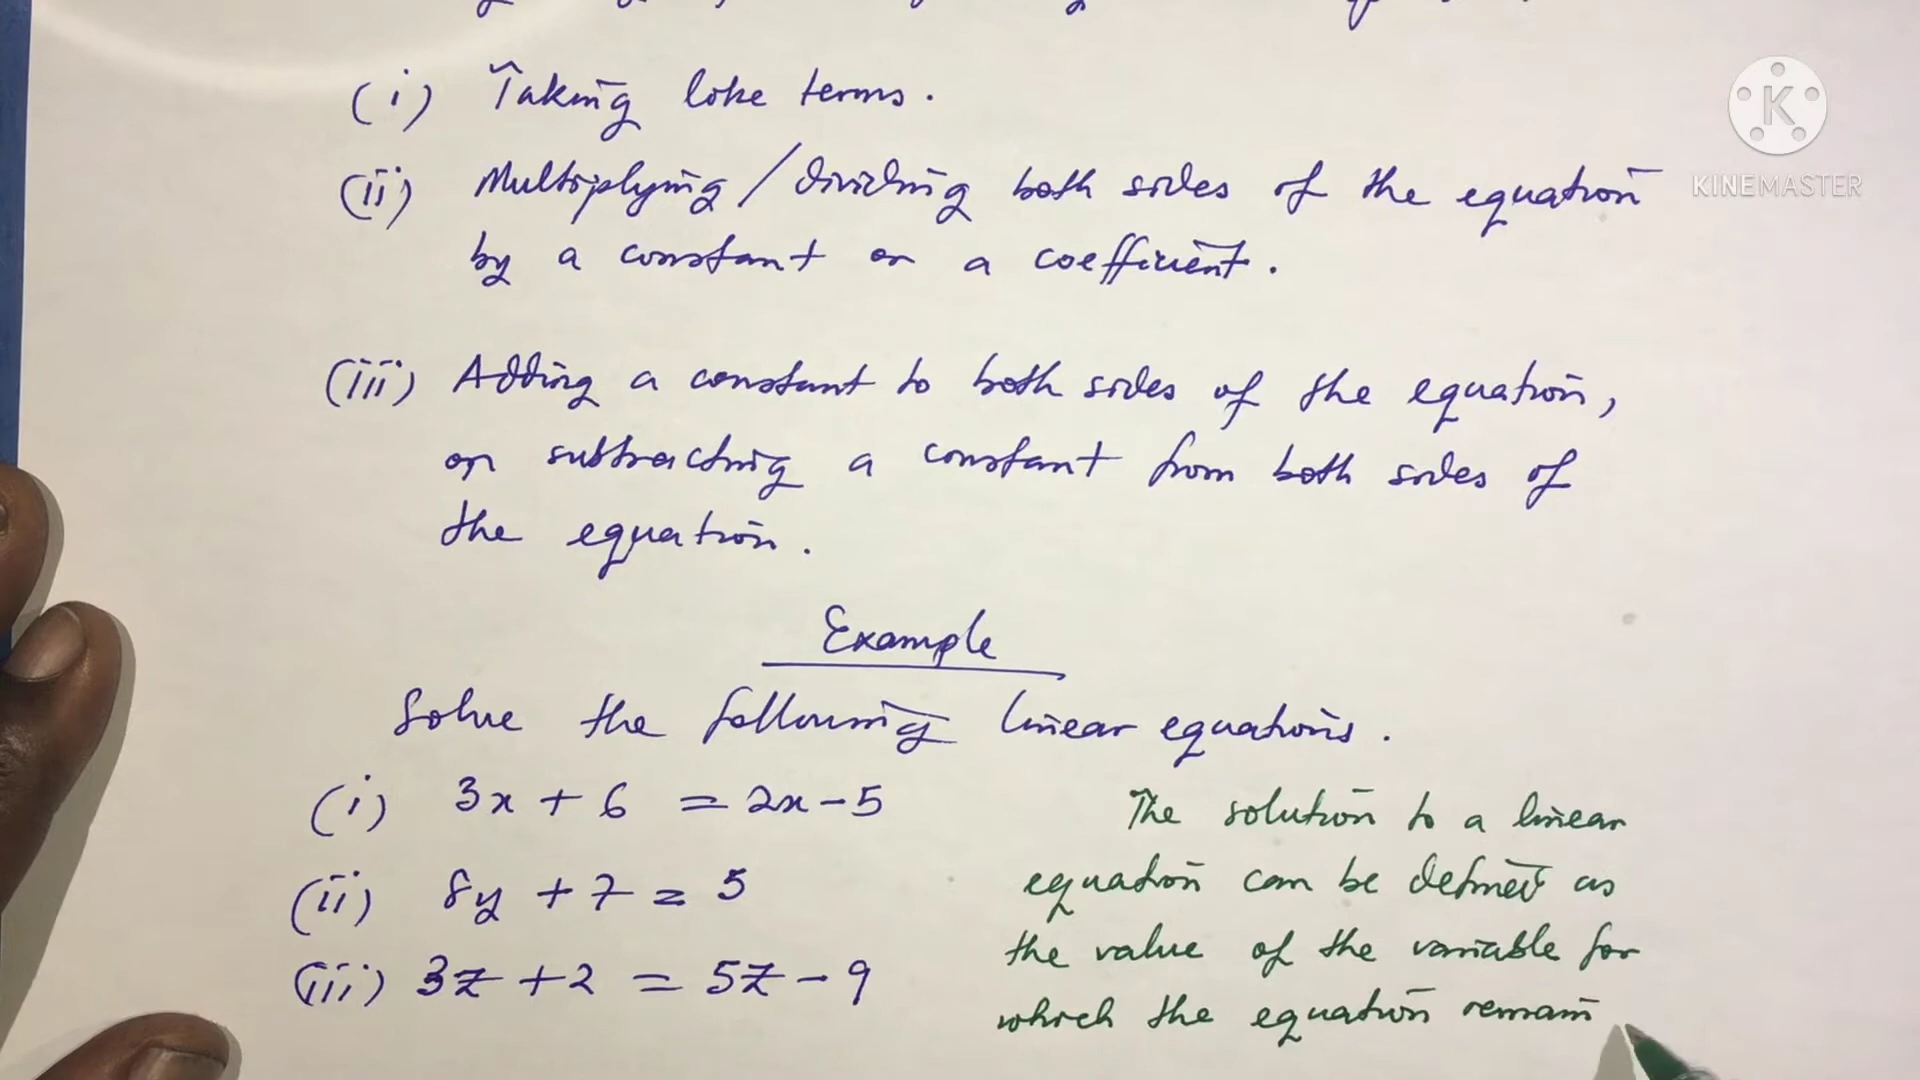 (i) Taking like terms.
(ii) Multiplying/dividing both sides of the equation
by a constant or a coefficient.
(iii) Adding a constant to both sides of the equation,
or subtracting a constant from both sides of
the equation.
Example
Solve the following linear equations.
(i) 3x + 6 = 2x - 5
(ii) 8y + 7 = 5
(iii) 3z + 2 = 5z - 9
The solution to a linear
equation can be defined as
the value of the variable for
which the equation remain
K
KINEMASTER